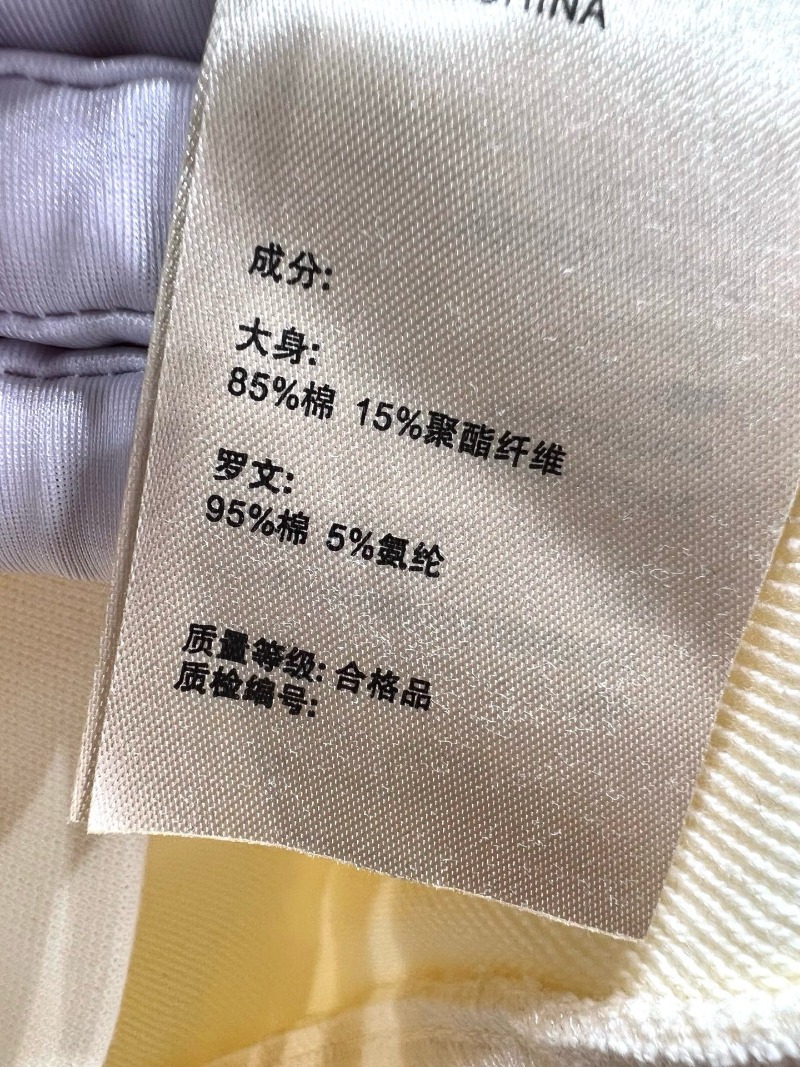 CHINA
成分:
大身:
85%棉 15%聚酯纤维
罗文:
95%棉 5%氨纶
质量等级: 合格品
质检编号: